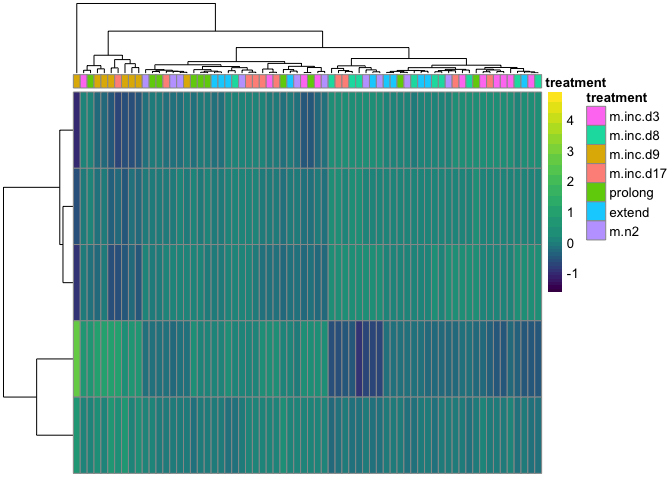 treatment
4
3
2
1
0
-1
treatment
m.inc.d3
m.inc.d8
m.inc.d9
m.inc.d17
prolong
extend
m.n2